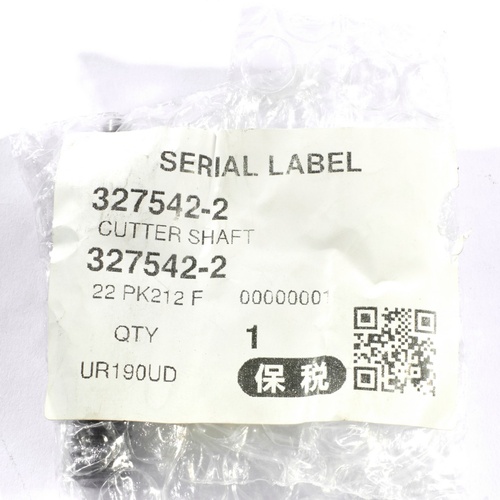 SERIAL LABEL
327542-2
CUTTER SHAFT
327542-2
22 PK212 F 00000001
QTY 1
UR190UD 保税